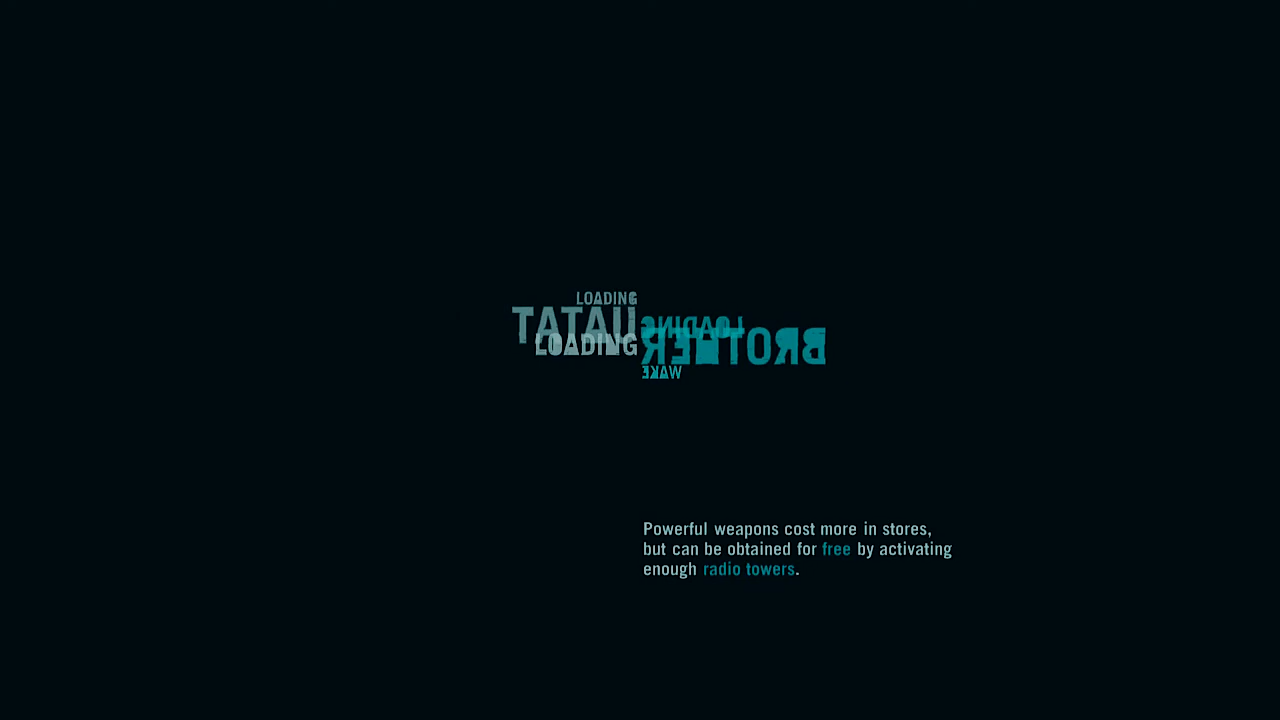 LOADING
TATAU
LOADING
LOADING
BROTHER
WAKE
Powerful weapons cost more in stores,
but can be obtained for free by activating
enough radio towers.